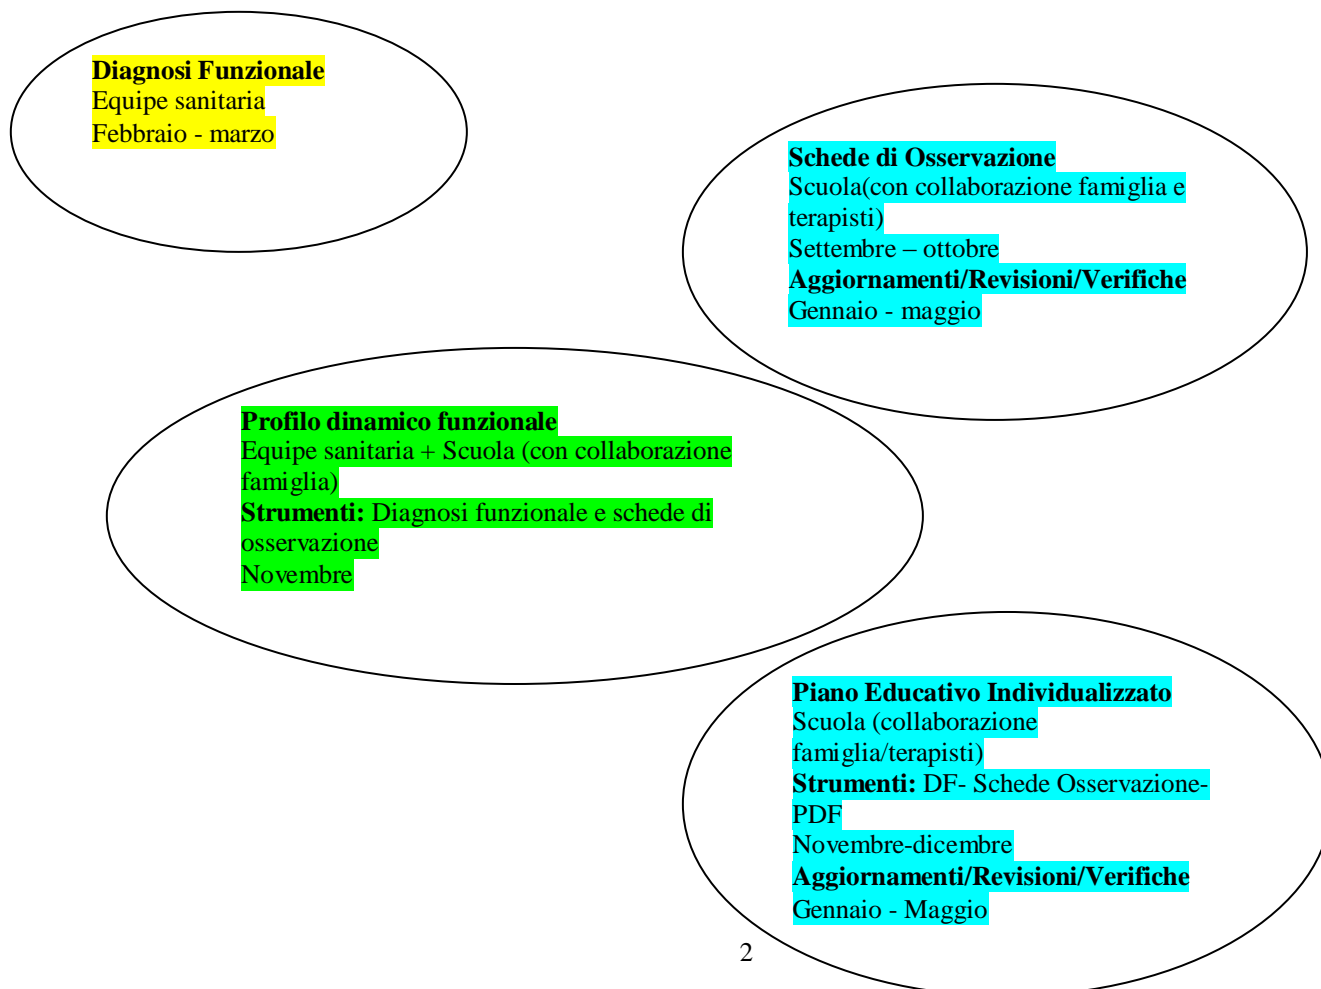 Diagnosi Funzionale
Equipe sanitaria
Febbraio - marzo
Schede di Osservazione
Scuola(con collaborazione famiglia e
terapisti)
Settembre – ottobre
Aggiornamenti/Revisioni/Verifiche
Gennaio - maggio
Profilo dinamico funzionale
Equipe sanitaria + Scuola (con collaborazione
famiglia)
Strumenti: Diagnosi funzionale e schede di
osservazione
Novembre
Piano Educativo Individualizzato
Scuola (collaborazione
famiglia/terapisti)
Strumenti: DF- Schede Osservazione-
PDF
Novembre-dicembre
Aggiornamenti/Revisioni/Verifiche
Gennaio - Maggio
2